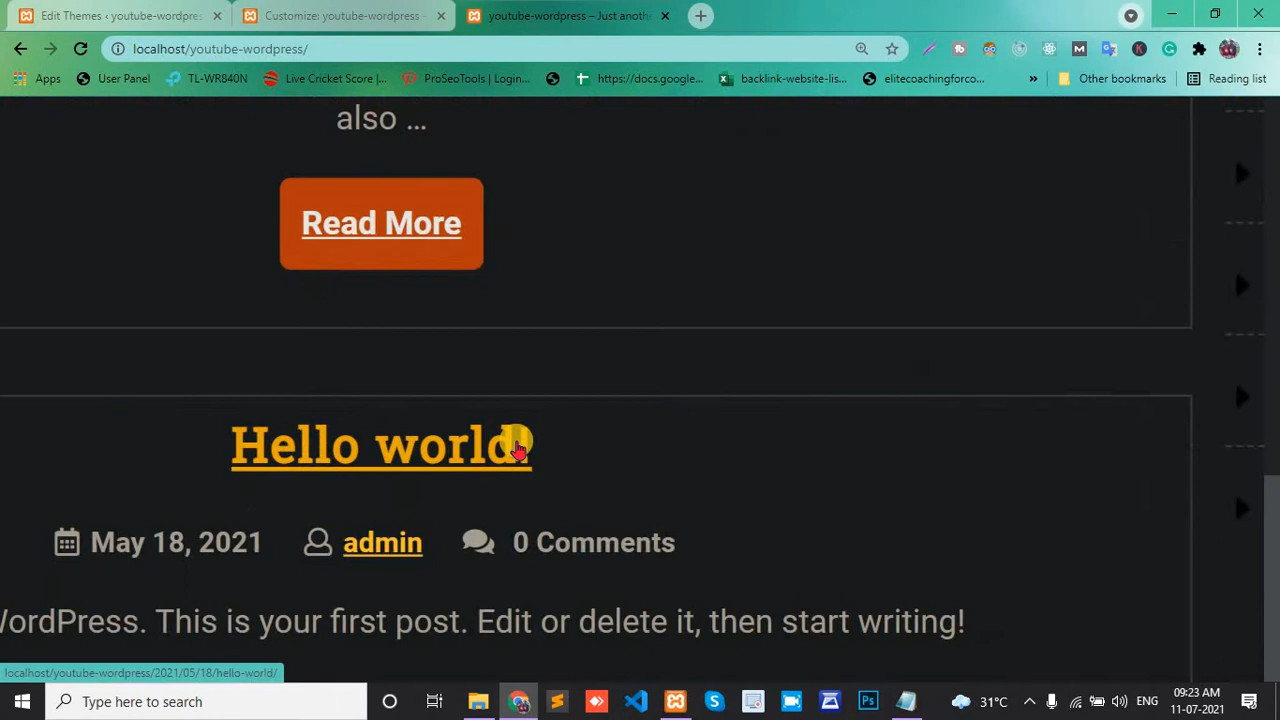 Edit Themes ‹ youtube-wordpres
Customize: youtube-wordpress –
youtube-wordpress – Just anoth
localhost/youtube-wordpress/
Apps
User Panel
TL-WR840N
Live Cricket Score |...
ProSeoTools | Login...
https://docs.google...
backlink-website-lis...
elitecoachingforco...
»
Other bookmarks
Reading list
also …
Read More
Hello world!
May 18, 2021
admin
0 Comments
WordPress. This is your first post. Edit or delete it, then start writing!
localhost/youtube-wordpress/2021/05/18/hello-world/
Type here to search
31°C
ENG
09:23 AM
11-07-2021